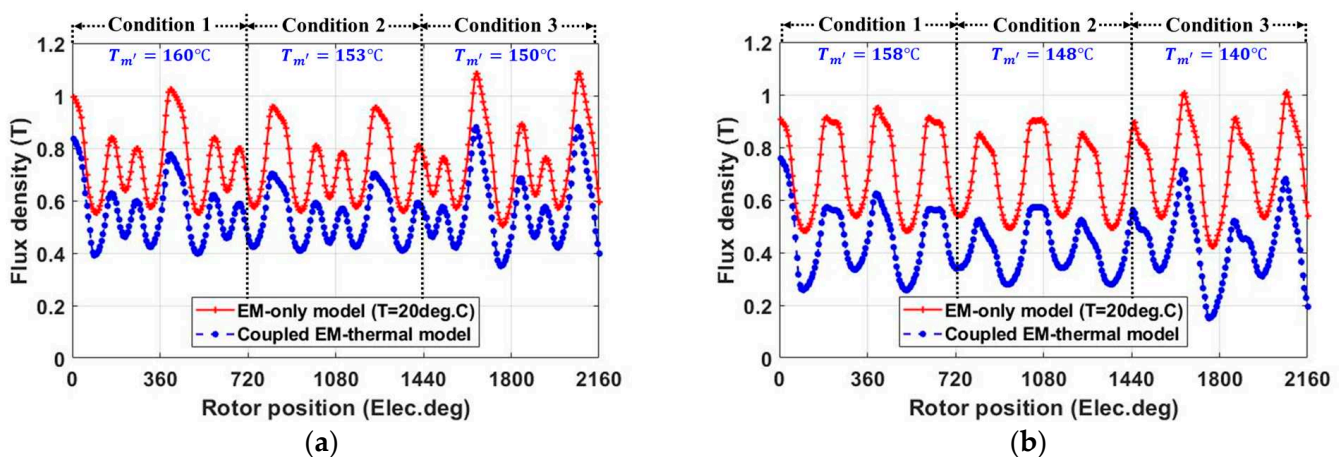 Condition 1 Condition 2 Condition 3
1.2
T_m′ = 160℃ T_m′ = 153℃ T_m′ = 150℃
1
0.8
0.6
0.4
0.2
0
Flux density (T)
EM-only model (T=20deg.C)
Coupled EM-thermal model
0 360 720 1080 1440 1800 2160
Rotor position (Elec.deg)
(a)
Condition 1 Condition 2 Condition 3
1.2
T_m′ = 158℃ T_m′ = 148℃ T_m′ = 140℃
1
0.8
0.6
0.4
0.2
0
Flux density (T)
EM-only model (T=20deg.C)
Coupled EM-thermal model
0 360 720 1080 1440 1800 2160
Rotor position (Elec.deg)
(b)